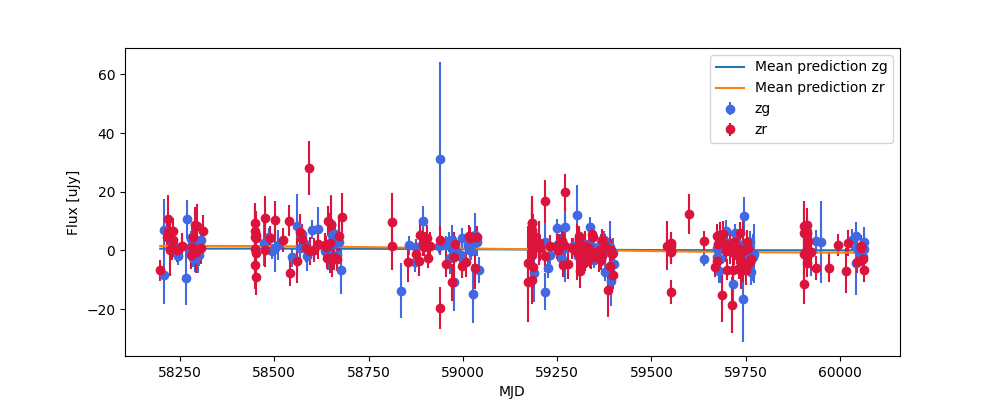 Mean prediction zg
Mean prediction zr
zg
zr
Flux [uJy]
60
40
20
0
−20
58250 58500 58750 59000 59250 59500 59750 60000
MJD